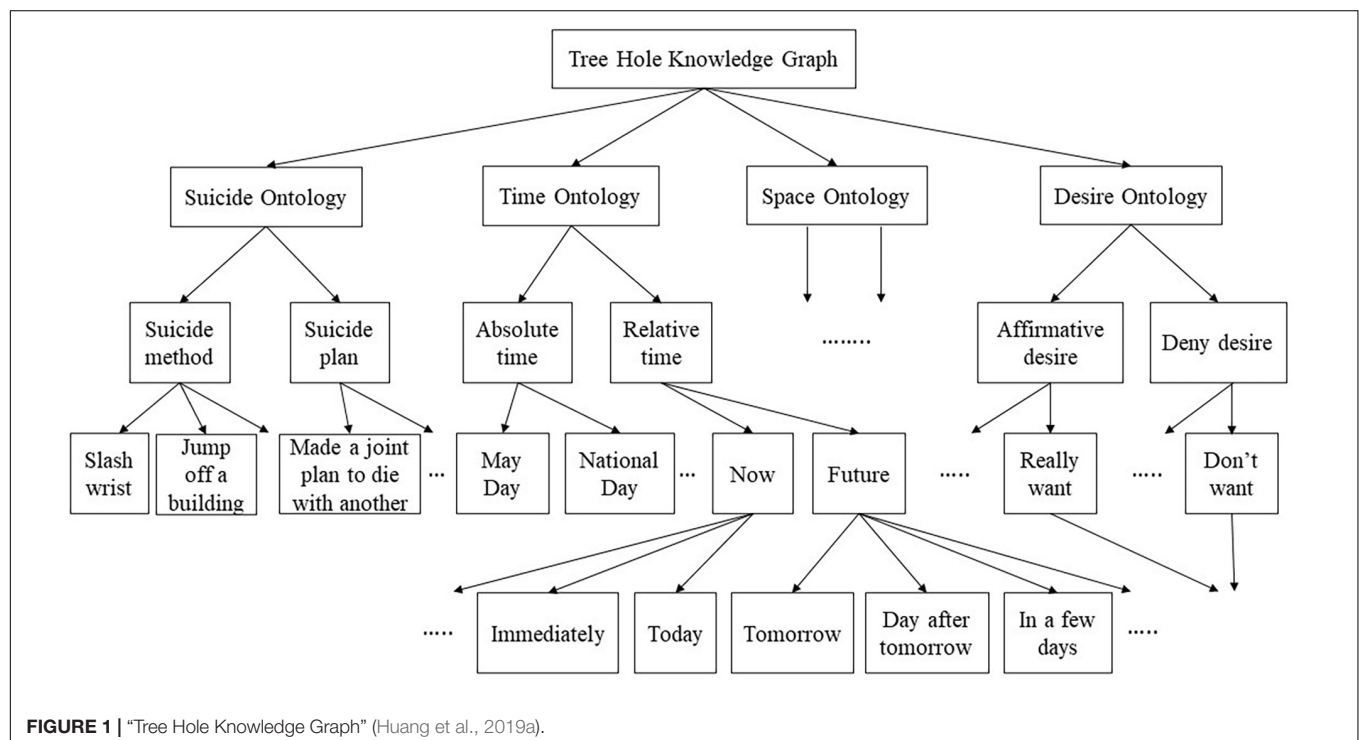 Tree Hole Knowledge Graph
Suicide Ontology
Time Ontology
Space Ontology
Desire Ontology
Suicide
method
Suicide
plan
Absolute
time
Relative
time
........
Affirmative
desire
Deny desire
Slash
wrist
Jump
off a
building
Made a joint
plan to die
with another
...
May
Day
National
Day
...
Now
Future
.....
Really
want
.....
Don't
want
.....
Immediately
Today
Tomorrow
Day after
tomorrow
In a few
days
.....
FIGURE 1 | "Tree Hole Knowledge Graph" (Huang et al., 2019a).